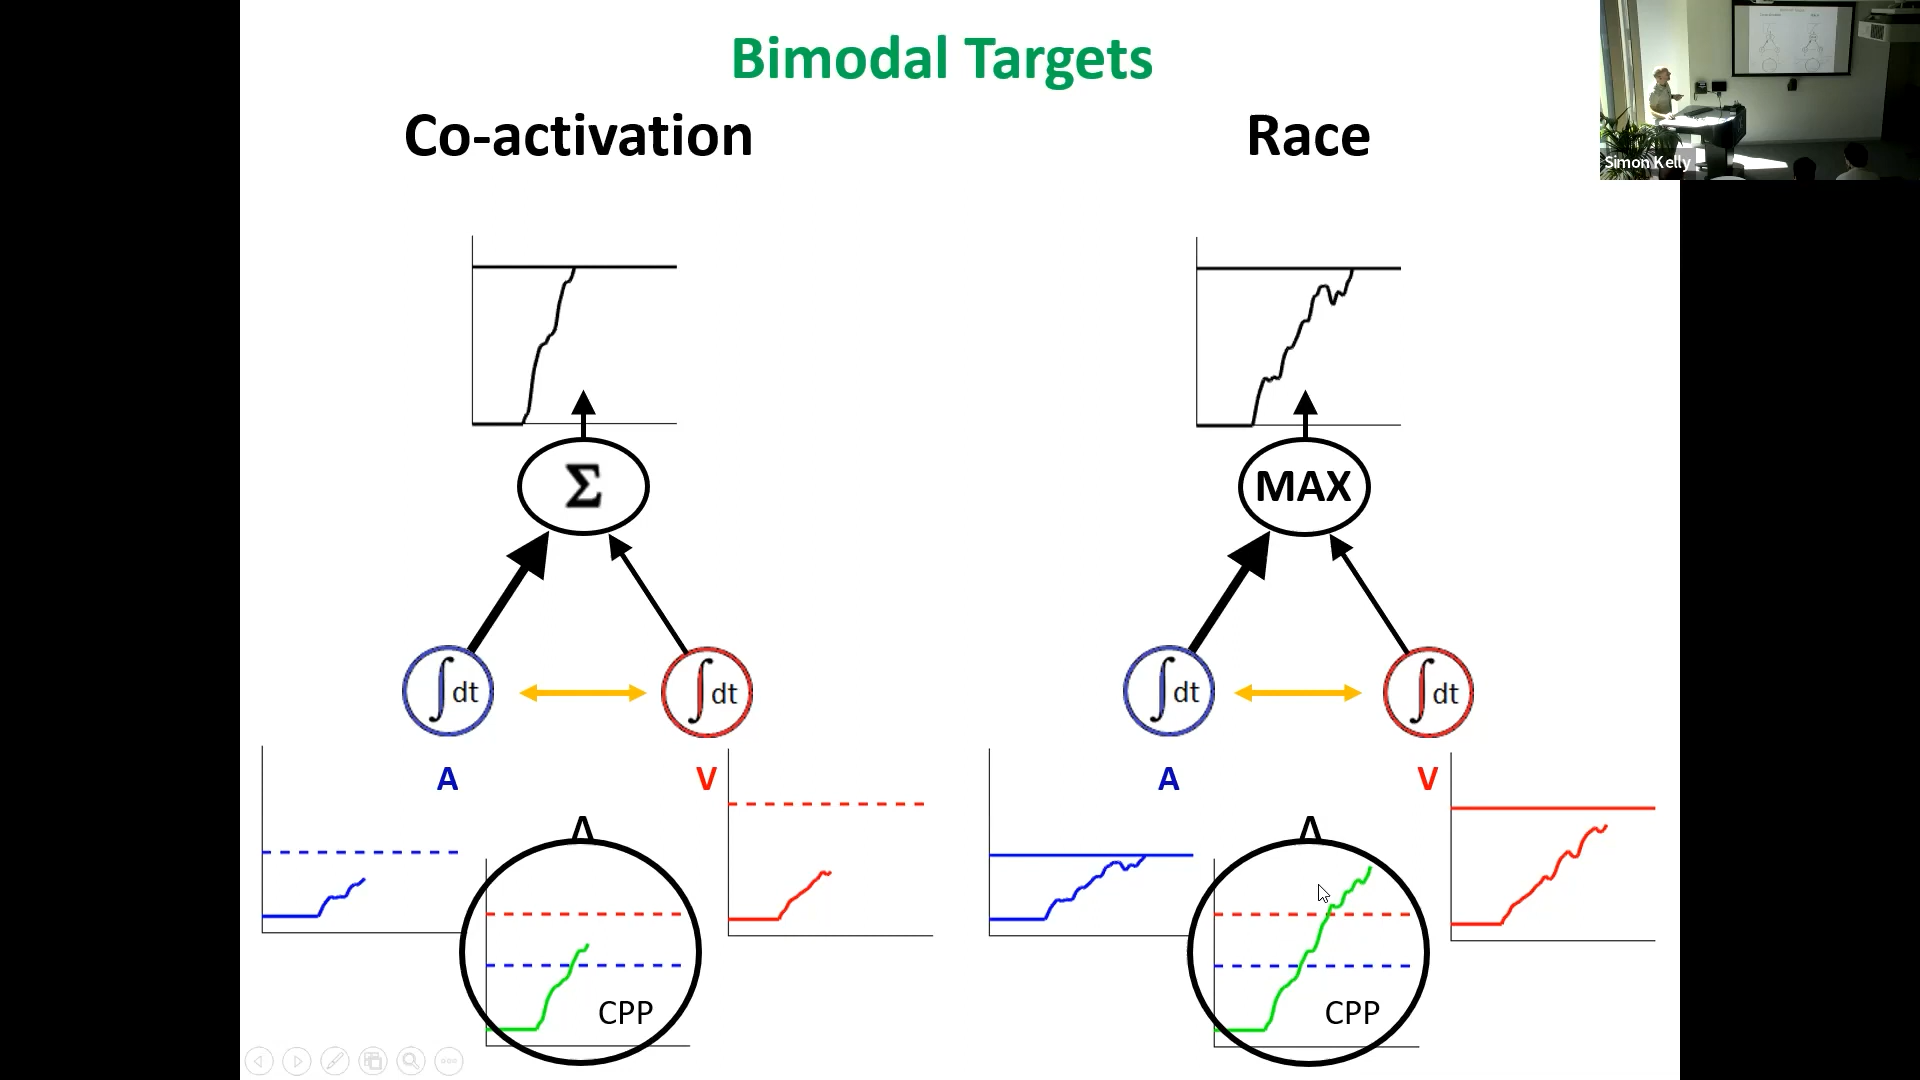 Bimodal Targets
Co-activation
Race
Simon Kelly
Σ
MAX
∫dt
∫dt
∫dt
∫dt
A
V
A
V
CPP
CPP